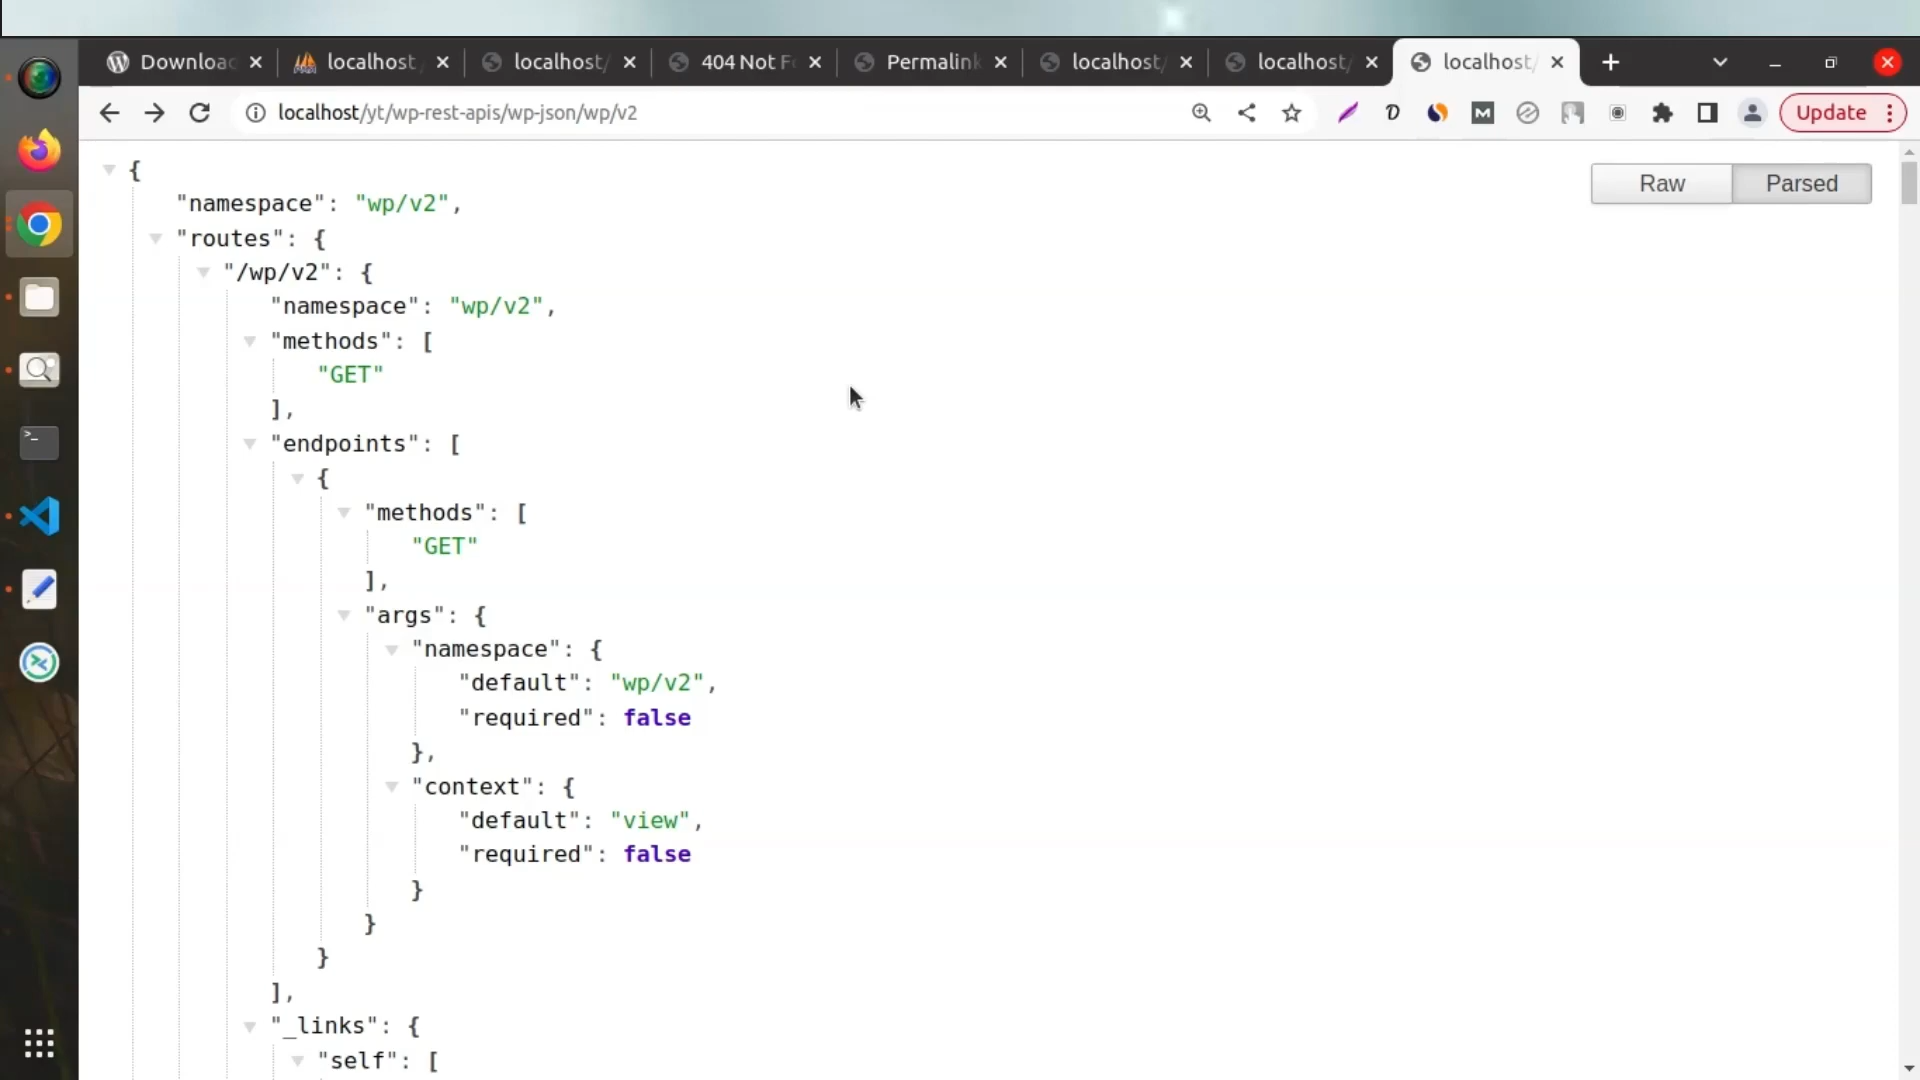 Downloac
localhost
localhost/
404 Not F
Permalink
localhost/
localhost/
localhost/
localhost/yt/wp-rest-apis/wp-json/wp/v2
Update
Raw
Parsed
{
"namespace": "wp/v2",
"routes": {
"/wp/v2": {
"namespace": "wp/v2",
"methods": [
"GET"
],
"endpoints": [
{
"methods": [
"GET"
],
"args": {
"namespace": {
"default": "wp/v2",
"required": false
},
"context": {
"default": "view",
"required": false
}
}
}
],
"_links": {
"self": [